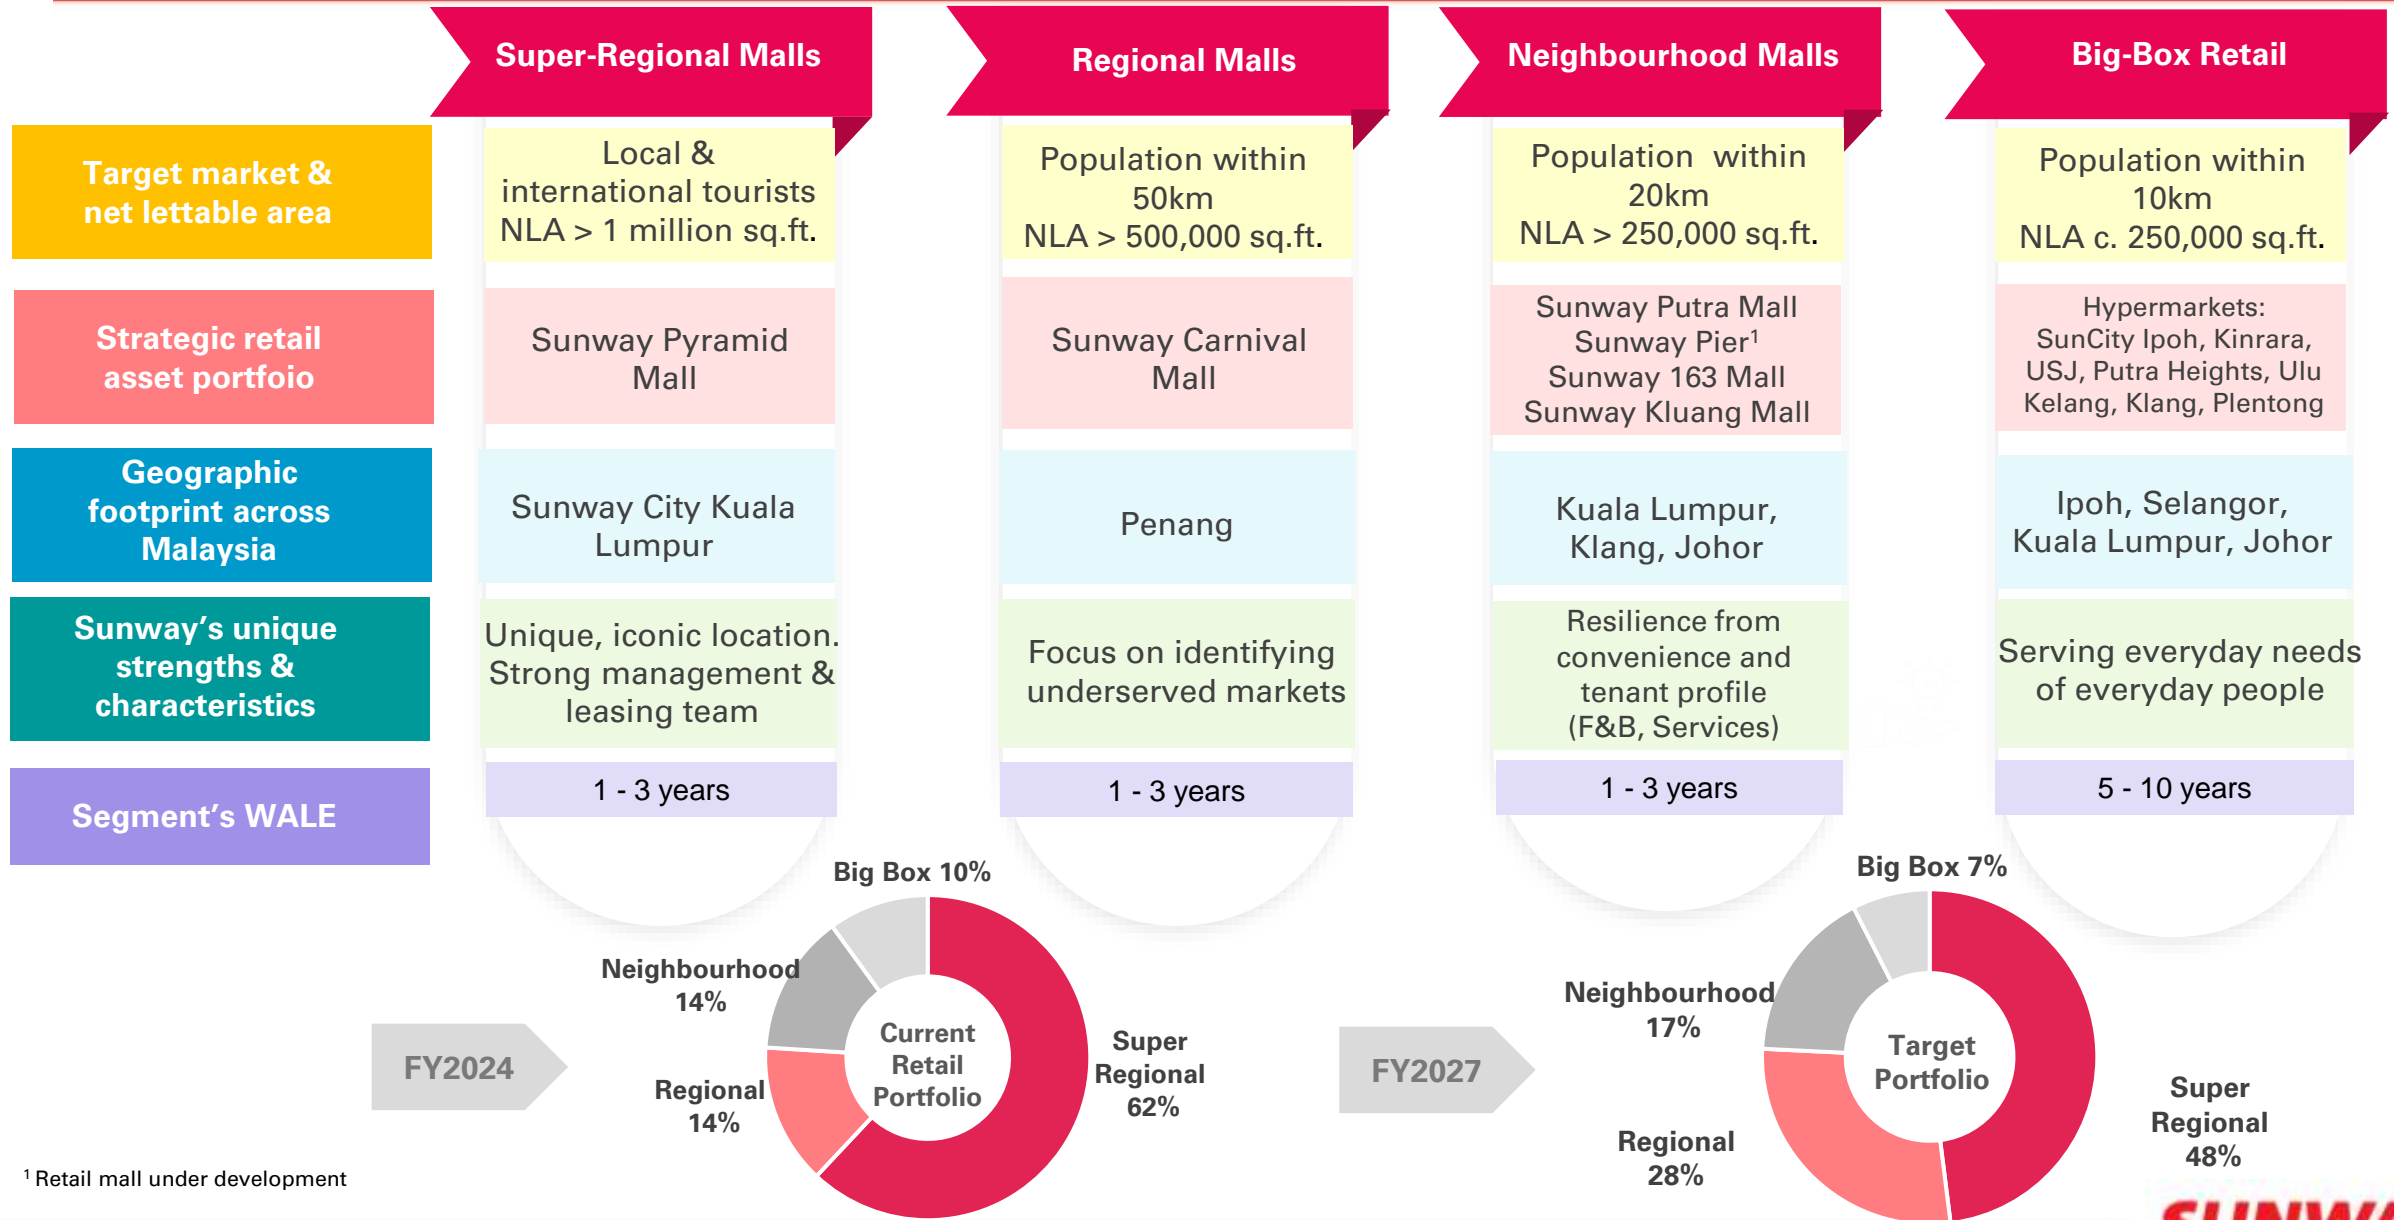 Super-Regional Malls
Regional Malls
Neighbourhood Malls
Big-Box Retail
Target market &
net lettable area
Local &
international tourists
NLA > 1 million sq.ft.
Population within
50km
NLA > 500,000 sq.ft.
Population within
20km
NLA > 250,000 sq.ft.
Population within
10km
NLA c. 250,000 sq.ft.
Strategic retail
asset portfoio
Sunway Pyramid
Mall
Sunway Carnival
Mall
Sunway Putra Mall
Sunway Pier¹
Sunway 163 Mall
Sunway Kluang Mall
Hypermarkets:
SunCity Ipoh, Kinrara,
USJ, Putra Heights, Ulu
Kelang, Klang, Plentong
Geographic
footprint across
Malaysia
Sunway City Kuala
Lumpur
Penang
Kuala Lumpur,
Klang, Johor
Ipoh, Selangor,
Kuala Lumpur, Johor
Sunway’s unique
strengths &
characteristics
Unique, iconic location.
Strong management &
leasing team
Focus on identifying
underserved markets
Resilience from
convenience and
tenant profile
(F&B, Services)
Serving everyday needs
of everyday people
Segment’s WALE
1 - 3 years
1 - 3 years
1 - 3 years
5 - 10 years
FY2024
Big Box 10%
Neighbourhood
14%
Regional
14%
Current
Retail
Portfolio
Super
Regional
62%
FY2027
Big Box 7%
Neighbourhood
17%
Regional
28%
Target
Portfolio
Super
Regional
48%
¹ Retail mall under development